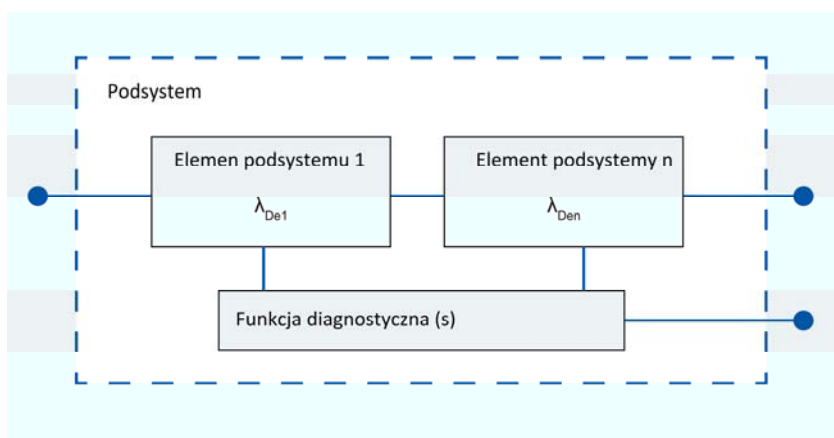 Podsystem
Elemen podsystemu 1
λDe1
Element podsystemy n
λDen
Funkcja diagnostyczna (s)